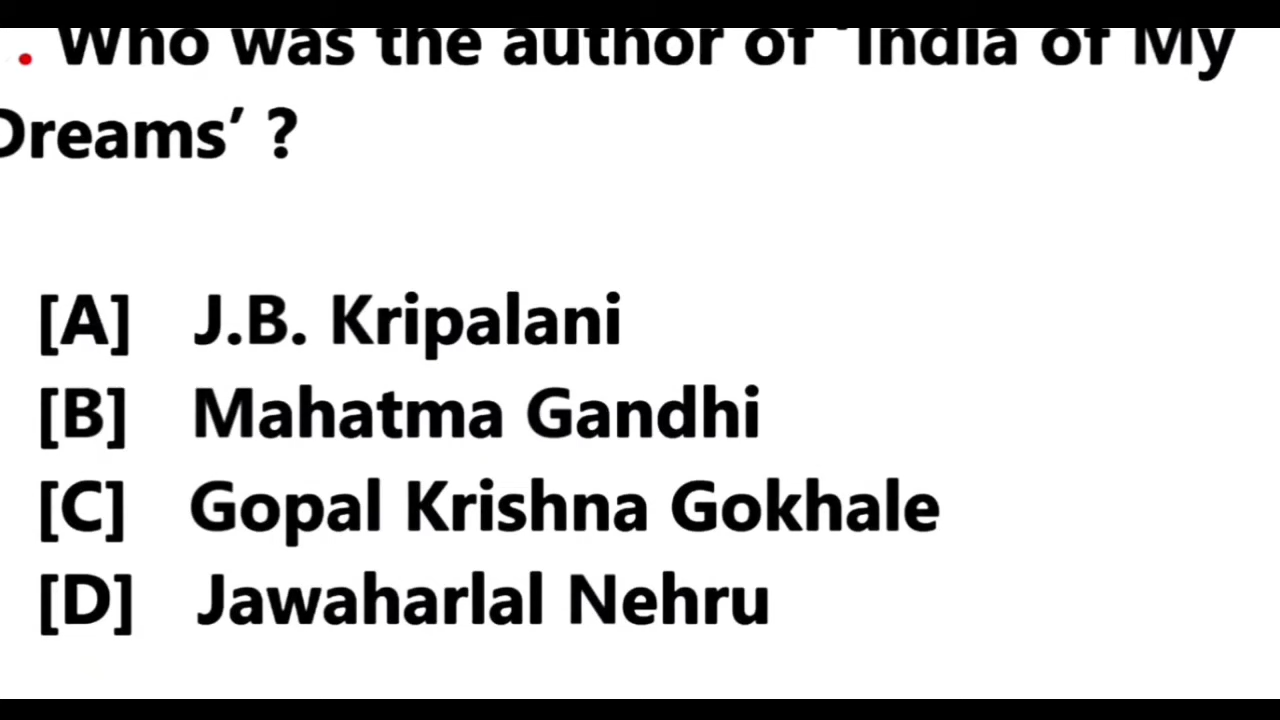 . Who was the author of ‘India of My
Dreams’ ?
[A] J.B. Kripalani
[B] Mahatma Gandhi
[C] Gopal Krishna Gokhale
[D] Jawaharlal Nehru